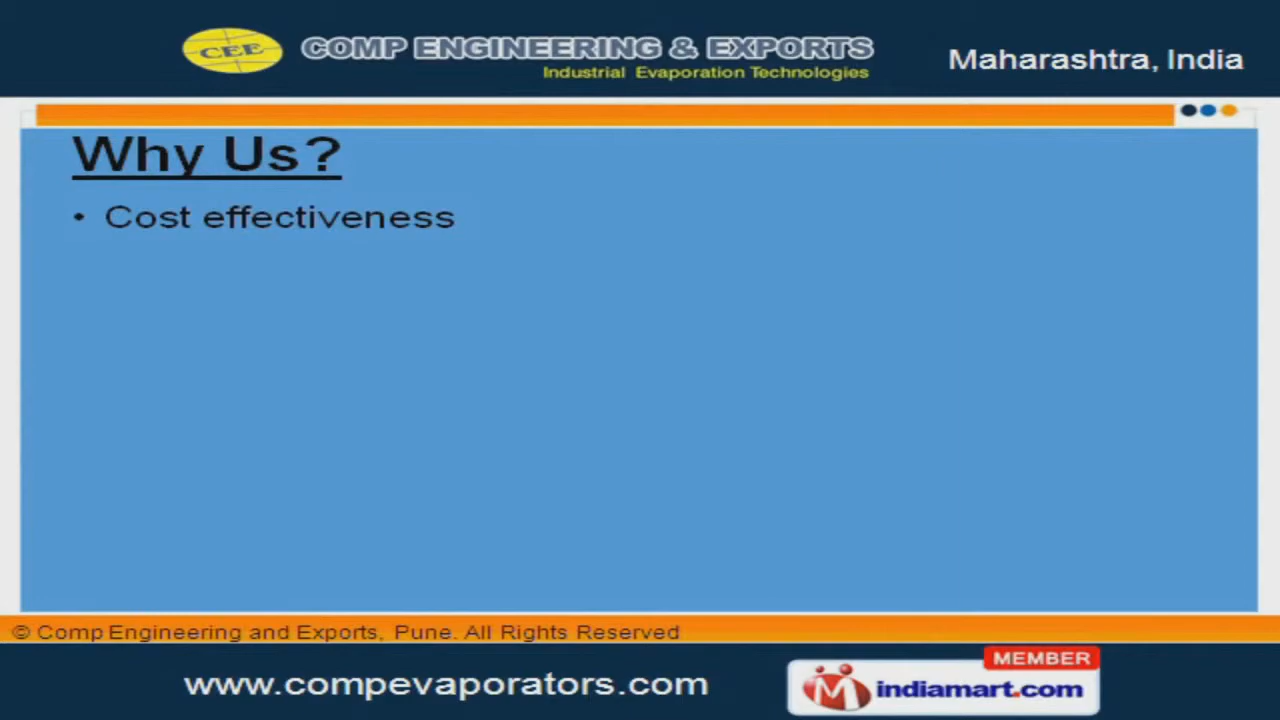 CEE
COMP ENGINEERING & EXPORTS
Industrial Evaporation Technologies
Maharashtra, India
Why Us?
• Cost effectiveness
© Comp Engineering and Exports, Pune. All Rights Reserved
www.compevaporators.com
MEMBER
indiamart.com